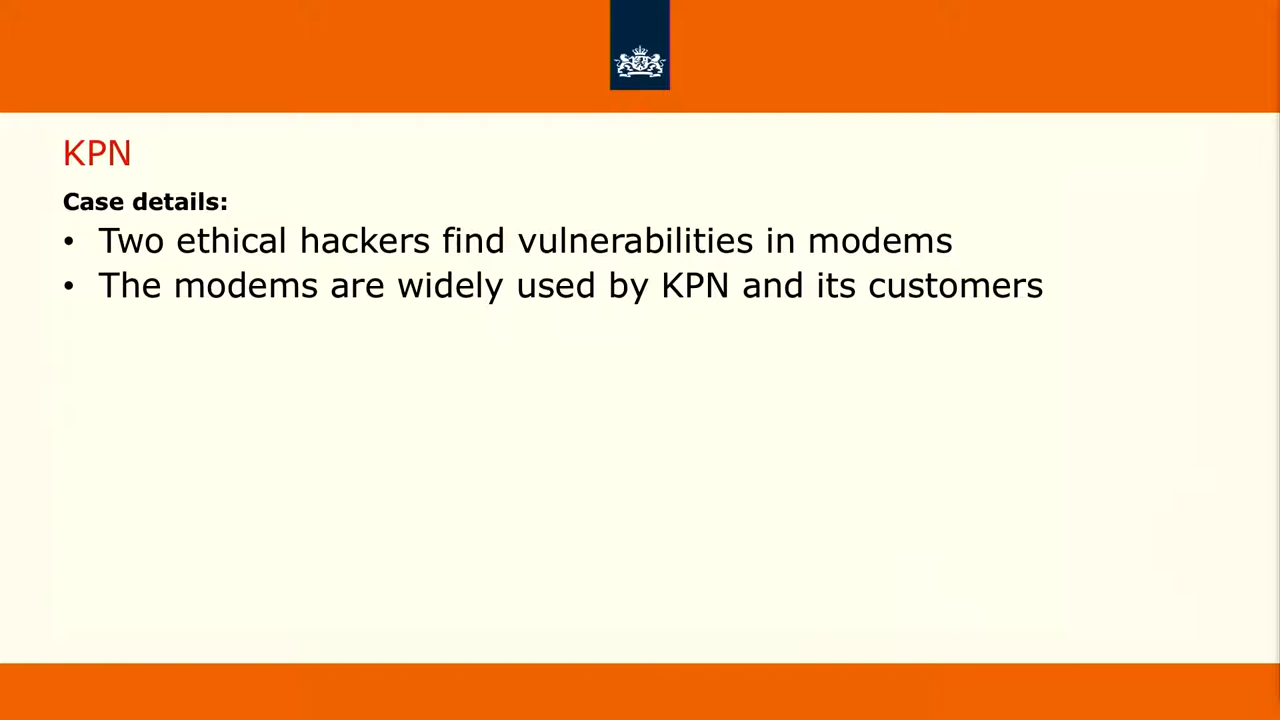 KPN
Case details:
• Two ethical hackers find vulnerabilities in modems
• The modems are widely used by KPN and its customers